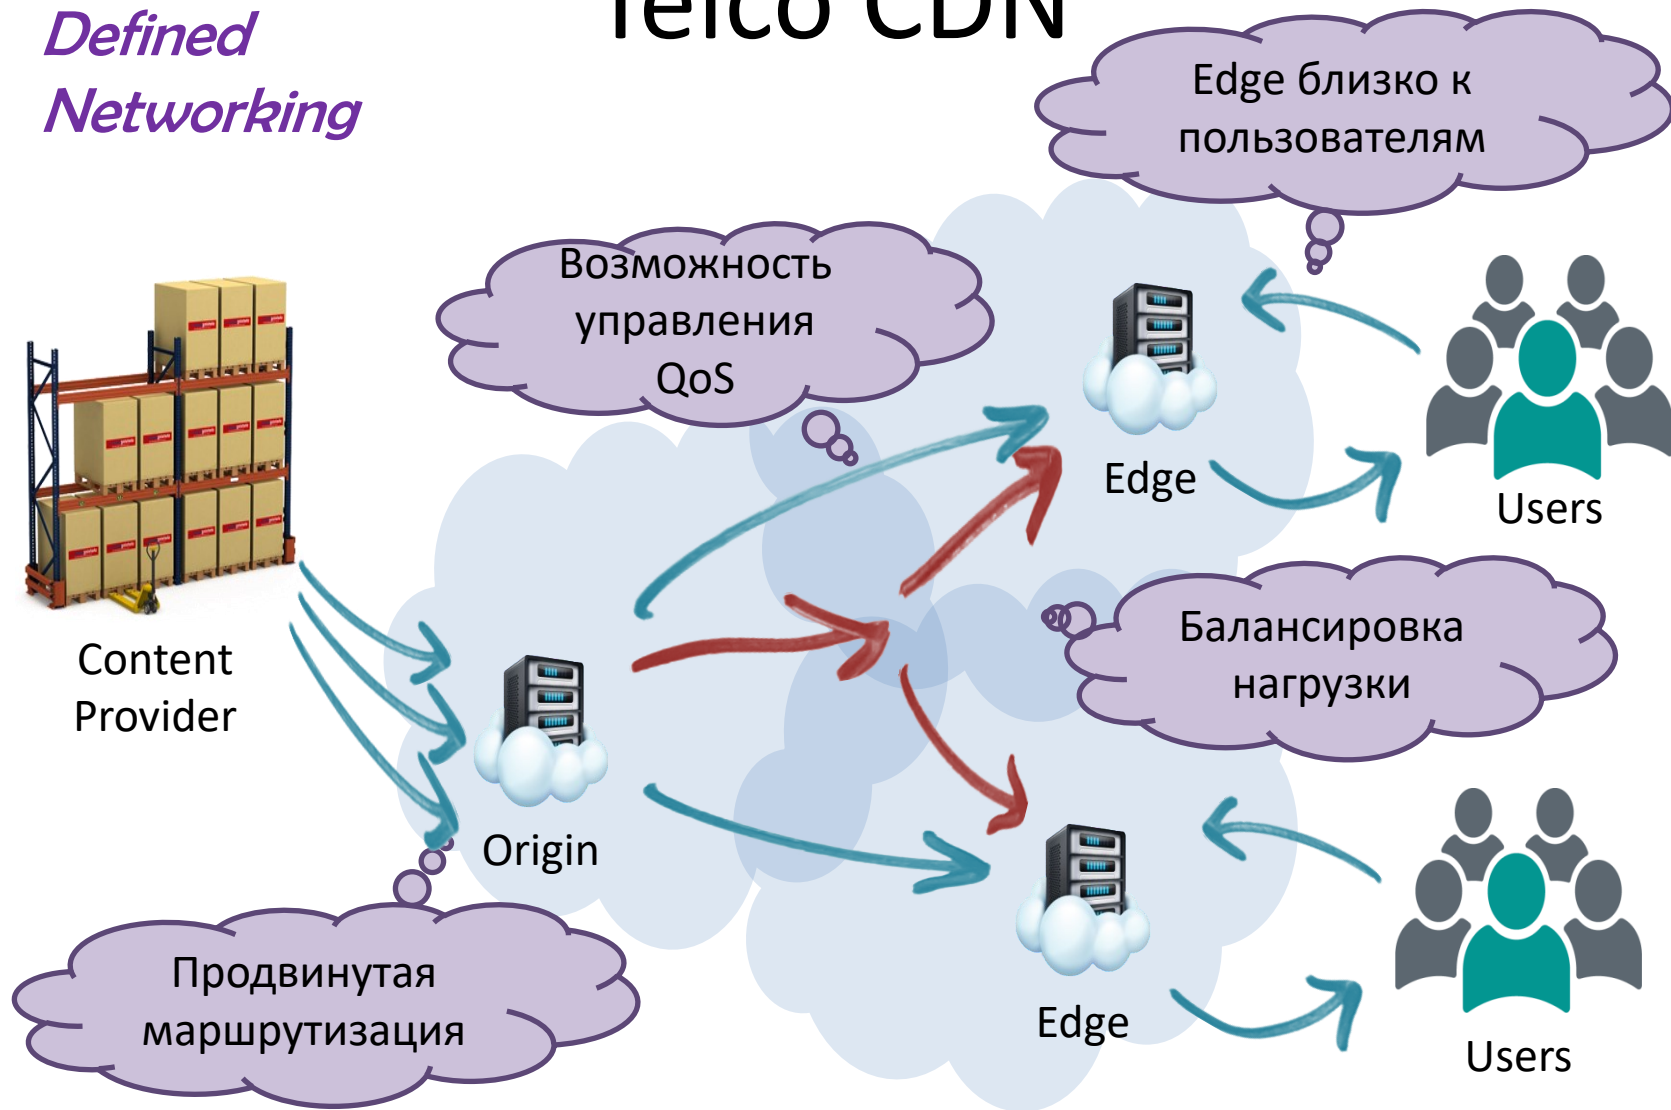 Defined
Networking
Telco CDN
Edge близко к
пользователям
Возможность
управления
QoS
Edge
Users
Content
Provider
Балансировка
нагрузки
Origin
Продвинутая
маршрутизация
Edge
Users